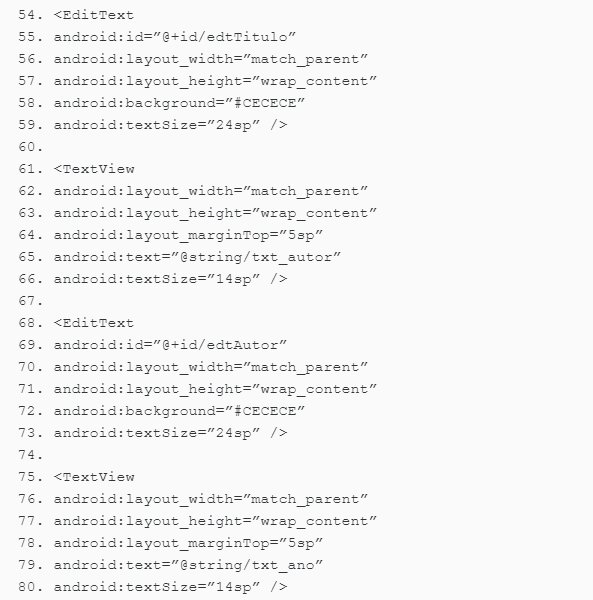 54. <EditText
55. android:id=”@+id/edtTitulo”
56. android:layout_width=”match_parent”
57. android:layout_height=”wrap_content”
58. android:background=”#CECECE”
59. android:textSize=”24sp” />
60.
61. <TextView
62. android:layout_width=”match_parent”
63. android:layout_height=”wrap_content”
64. android:layout_marginTop=”5sp”
65. android:text=”@string/txt_autor”
66. android:textSize=”14sp” />
67.
68. <EditText
69. android:id=”@+id/edtAutor”
70. android:layout_width=”match_parent”
71. android:layout_height=”wrap_content”
72. android:background=”#CECECE”
73. android:textSize=”24sp” />
74.
75. <TextView
76. android:layout_width=”match_parent”
77. android:layout_height=”wrap_content”
78. android:layout_marginTop=”5sp”
79. android:text=”@string/txt_ano”
80. android:textSize=”14sp” />